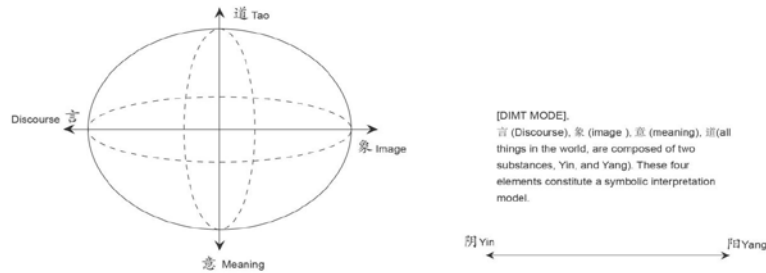 道 Tao
Discourse 言
象 Image
意 Meaning
[DIMT MODE],
言 (Discourse), 象 (image ), 意 (meaning), 道(all
things in the world, are composed of two
substances, Yin, and Yang). These four
elements constitute a symbolic interpretation
model.
阴 Yin
阳 Yang